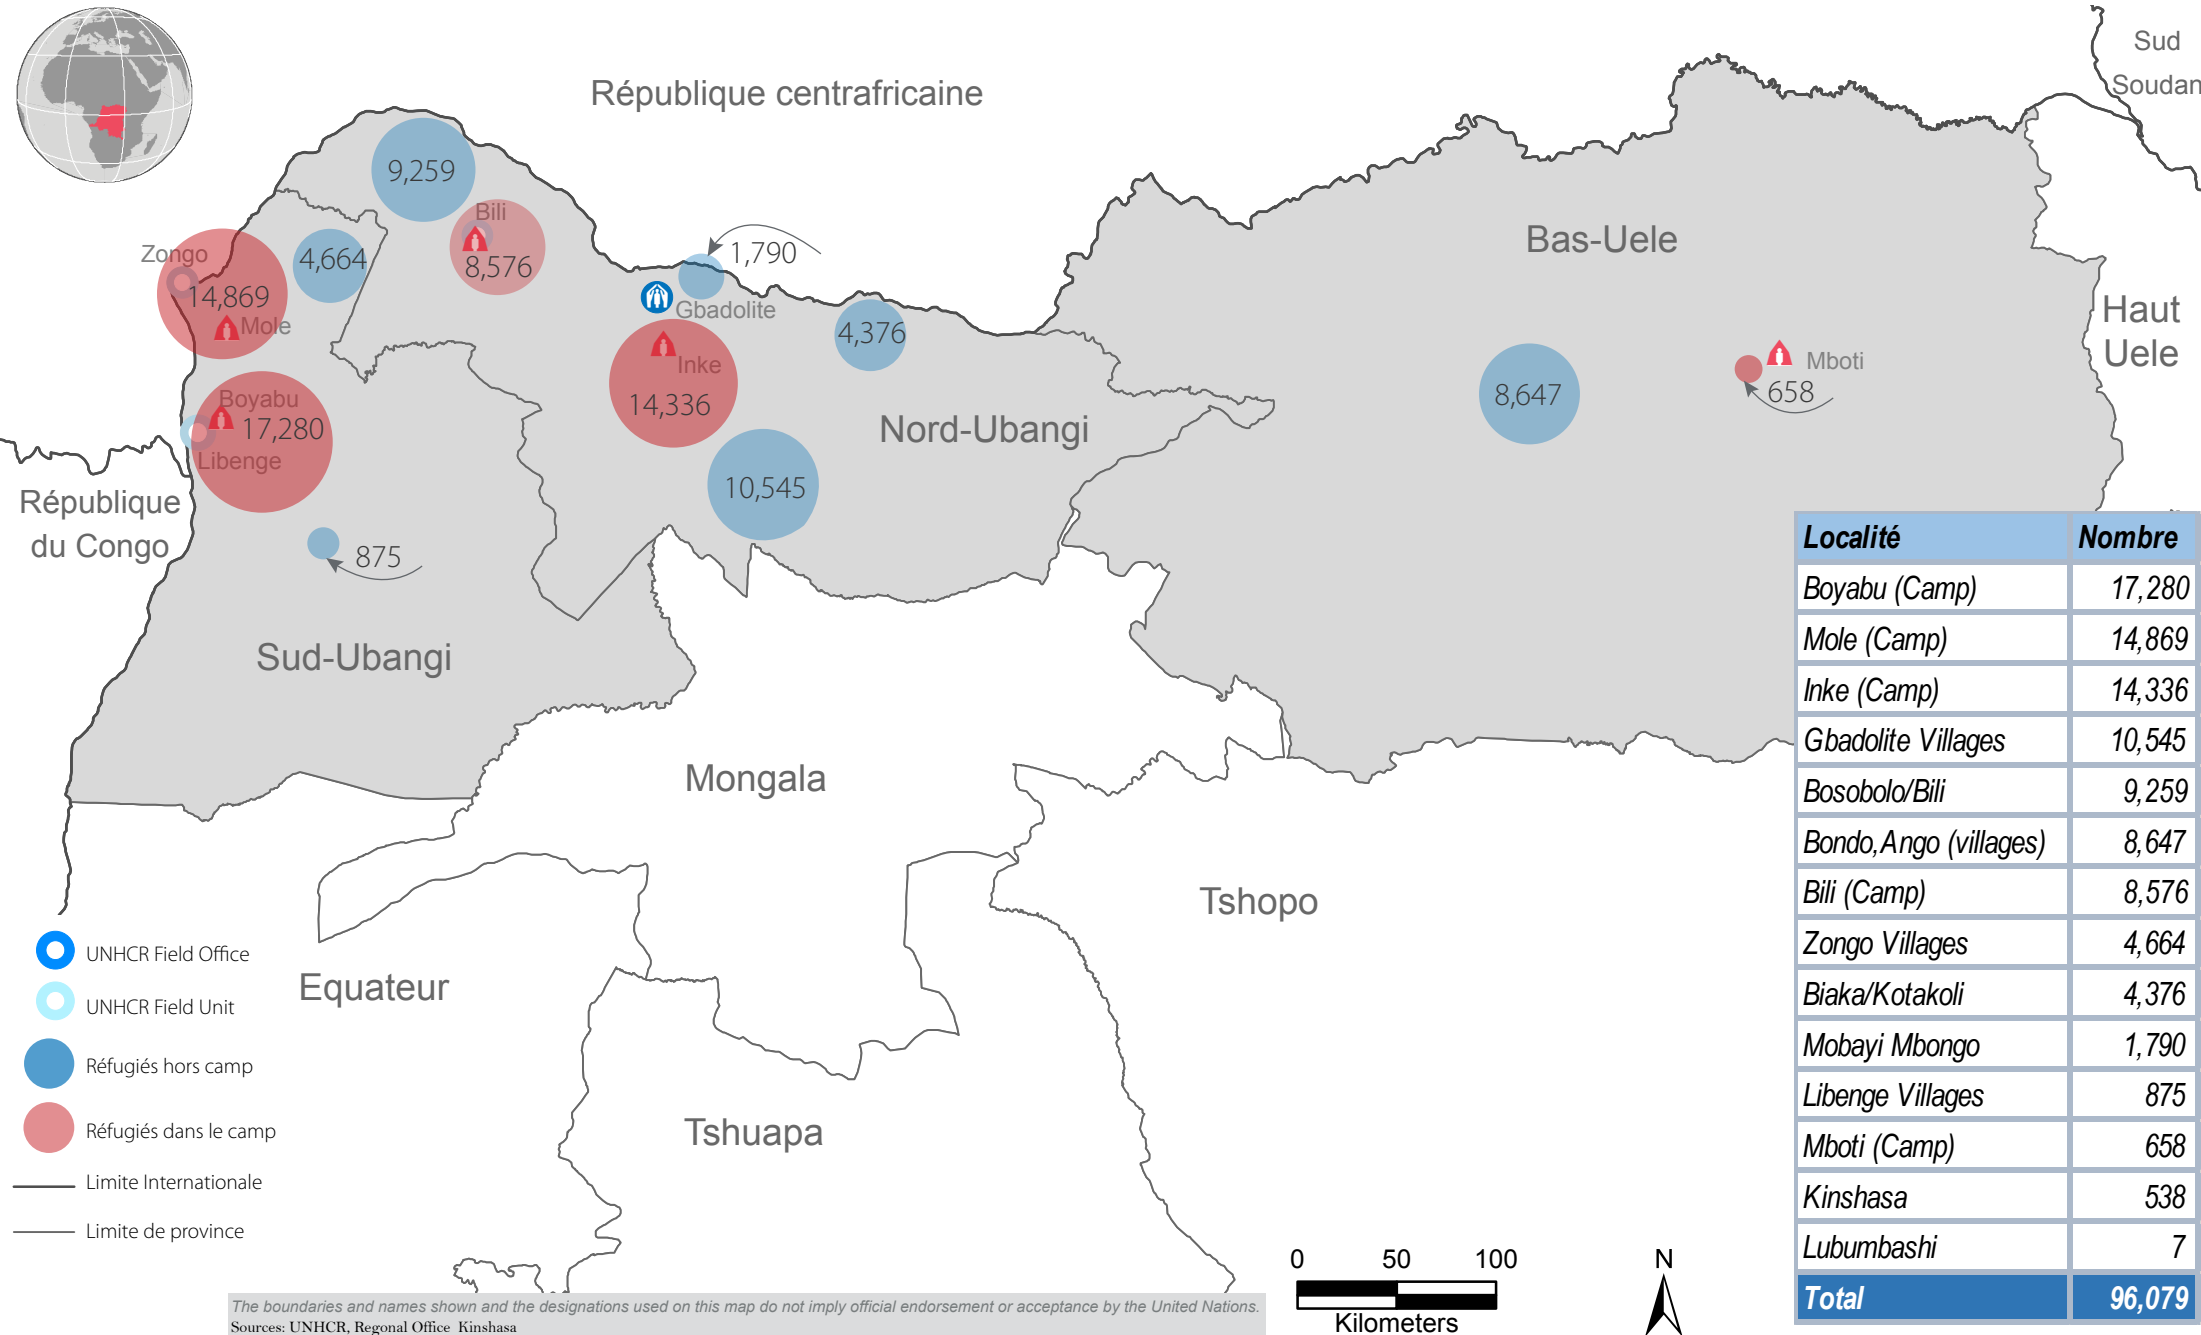 République centrafricaine
Sud
Soudan
9,259
Bili
8,576
Zongo
14,869
Mole
4,664
1,790
Gbadolite
Bas-Uele
Haut
Uele
4,376
Inke
14,336
Nord-Ubangi
8,647
Mboti
658
Boyabu
17,280
Libenge
10,545
République
du Congo
875
Sud-Ubangi
Mongala
Tshopo
Equateur
Tshuapa
Localité Nombre
Boyabu (Camp) 17,280
Mole (Camp) 14,869
Inke (Camp) 14,336
Gbadolite Villages 10,545
Bosobolo/Bili 9,259
Bondo,Ango (villages) 8,647
Bili (Camp) 8,576
Zongo Villages 4,664
Biaka/Kotakoli 4,376
Mobayi Mbongo 1,790
Libenge Villages 875
Mboti (Camp) 658
Kinshasa 538
Lubumbashi 7
Total 96,079
UNHCR Field Office
UNHCR Field Unit
Réfugiés hors camp
Réfugiés dans le camp
Limite Internationale
Limite de province
0 50 100
Kilometers
N
The boundaries and names shown and the designations used on this map do not imply official endorsement or acceptance by the United Nations.
Sources: UNHCR, Regional Office Kinshasa